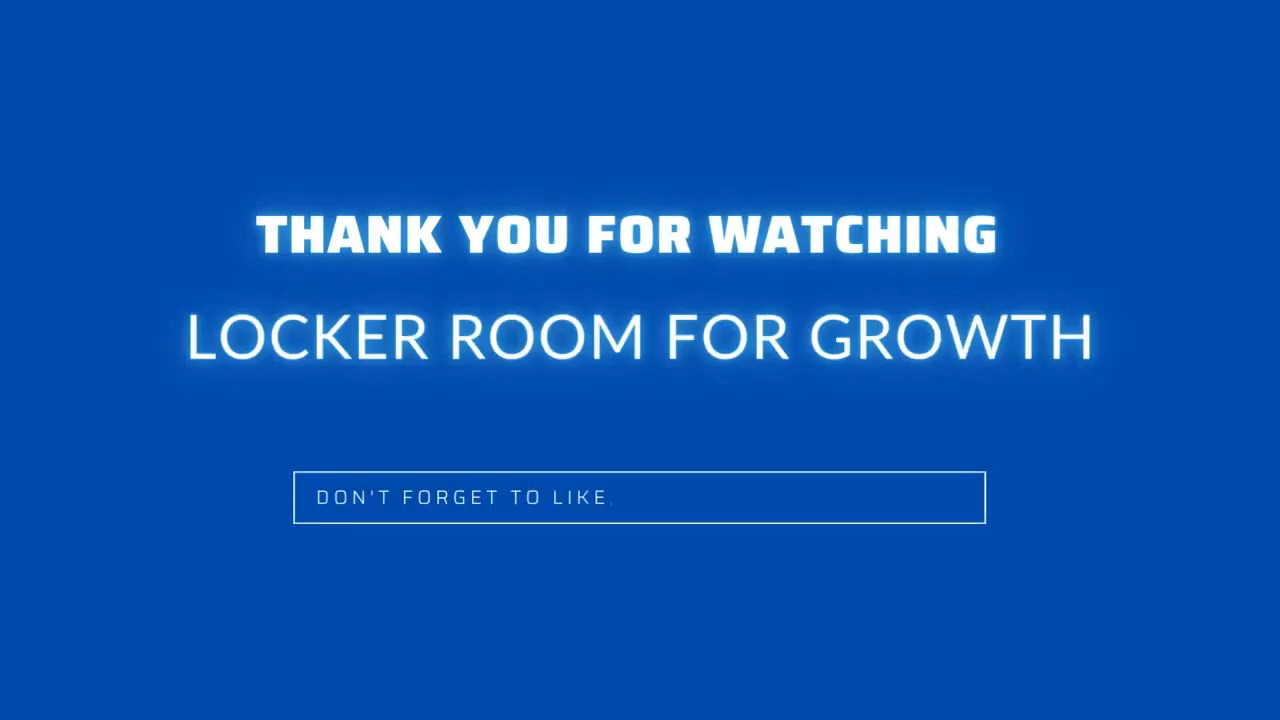 THANK YOU FOR WATCHING
LOCKER ROOM FOR GROWTH
DON'T FORGET TO LIKE,